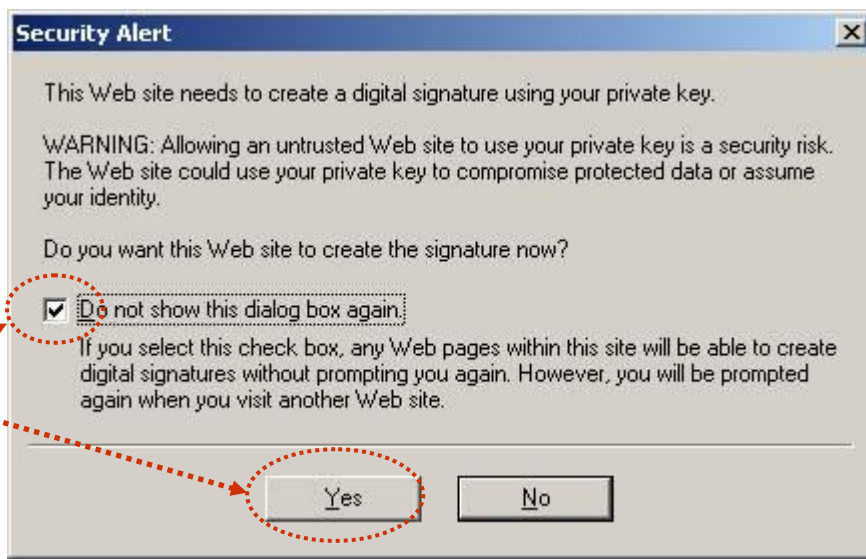 Security Alert
This Web site needs to create a digital signature using your private key.
WARNING: Allowing an untrusted Web site to use your private key is a security risk.
The Web site could use your private key to compromise protected data or assume
your identity.
Do you want this Web site to create the signature now?
Do not show this dialog box again.
If you select this check box, any Web pages within this site will be able to create
digital signatures without prompting you again. However, you will be prompted
again when you visit another Web site.
Yes No